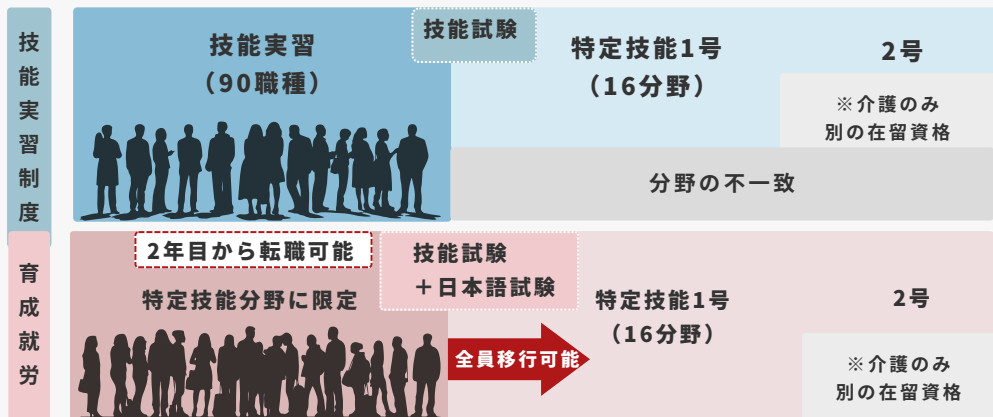 技能実習制度
技能実習
（90職種）
技能試験
特定技能1号
（16分野）
2号
※介護のみ
別の在留資格
分野の不一致
育成就労
2年目から転職可能
特定技能分野に限定
技能試験
＋日本語試験
全員移行可能
特定技能1号
（16分野）
2号
※介護のみ
別の在留資格